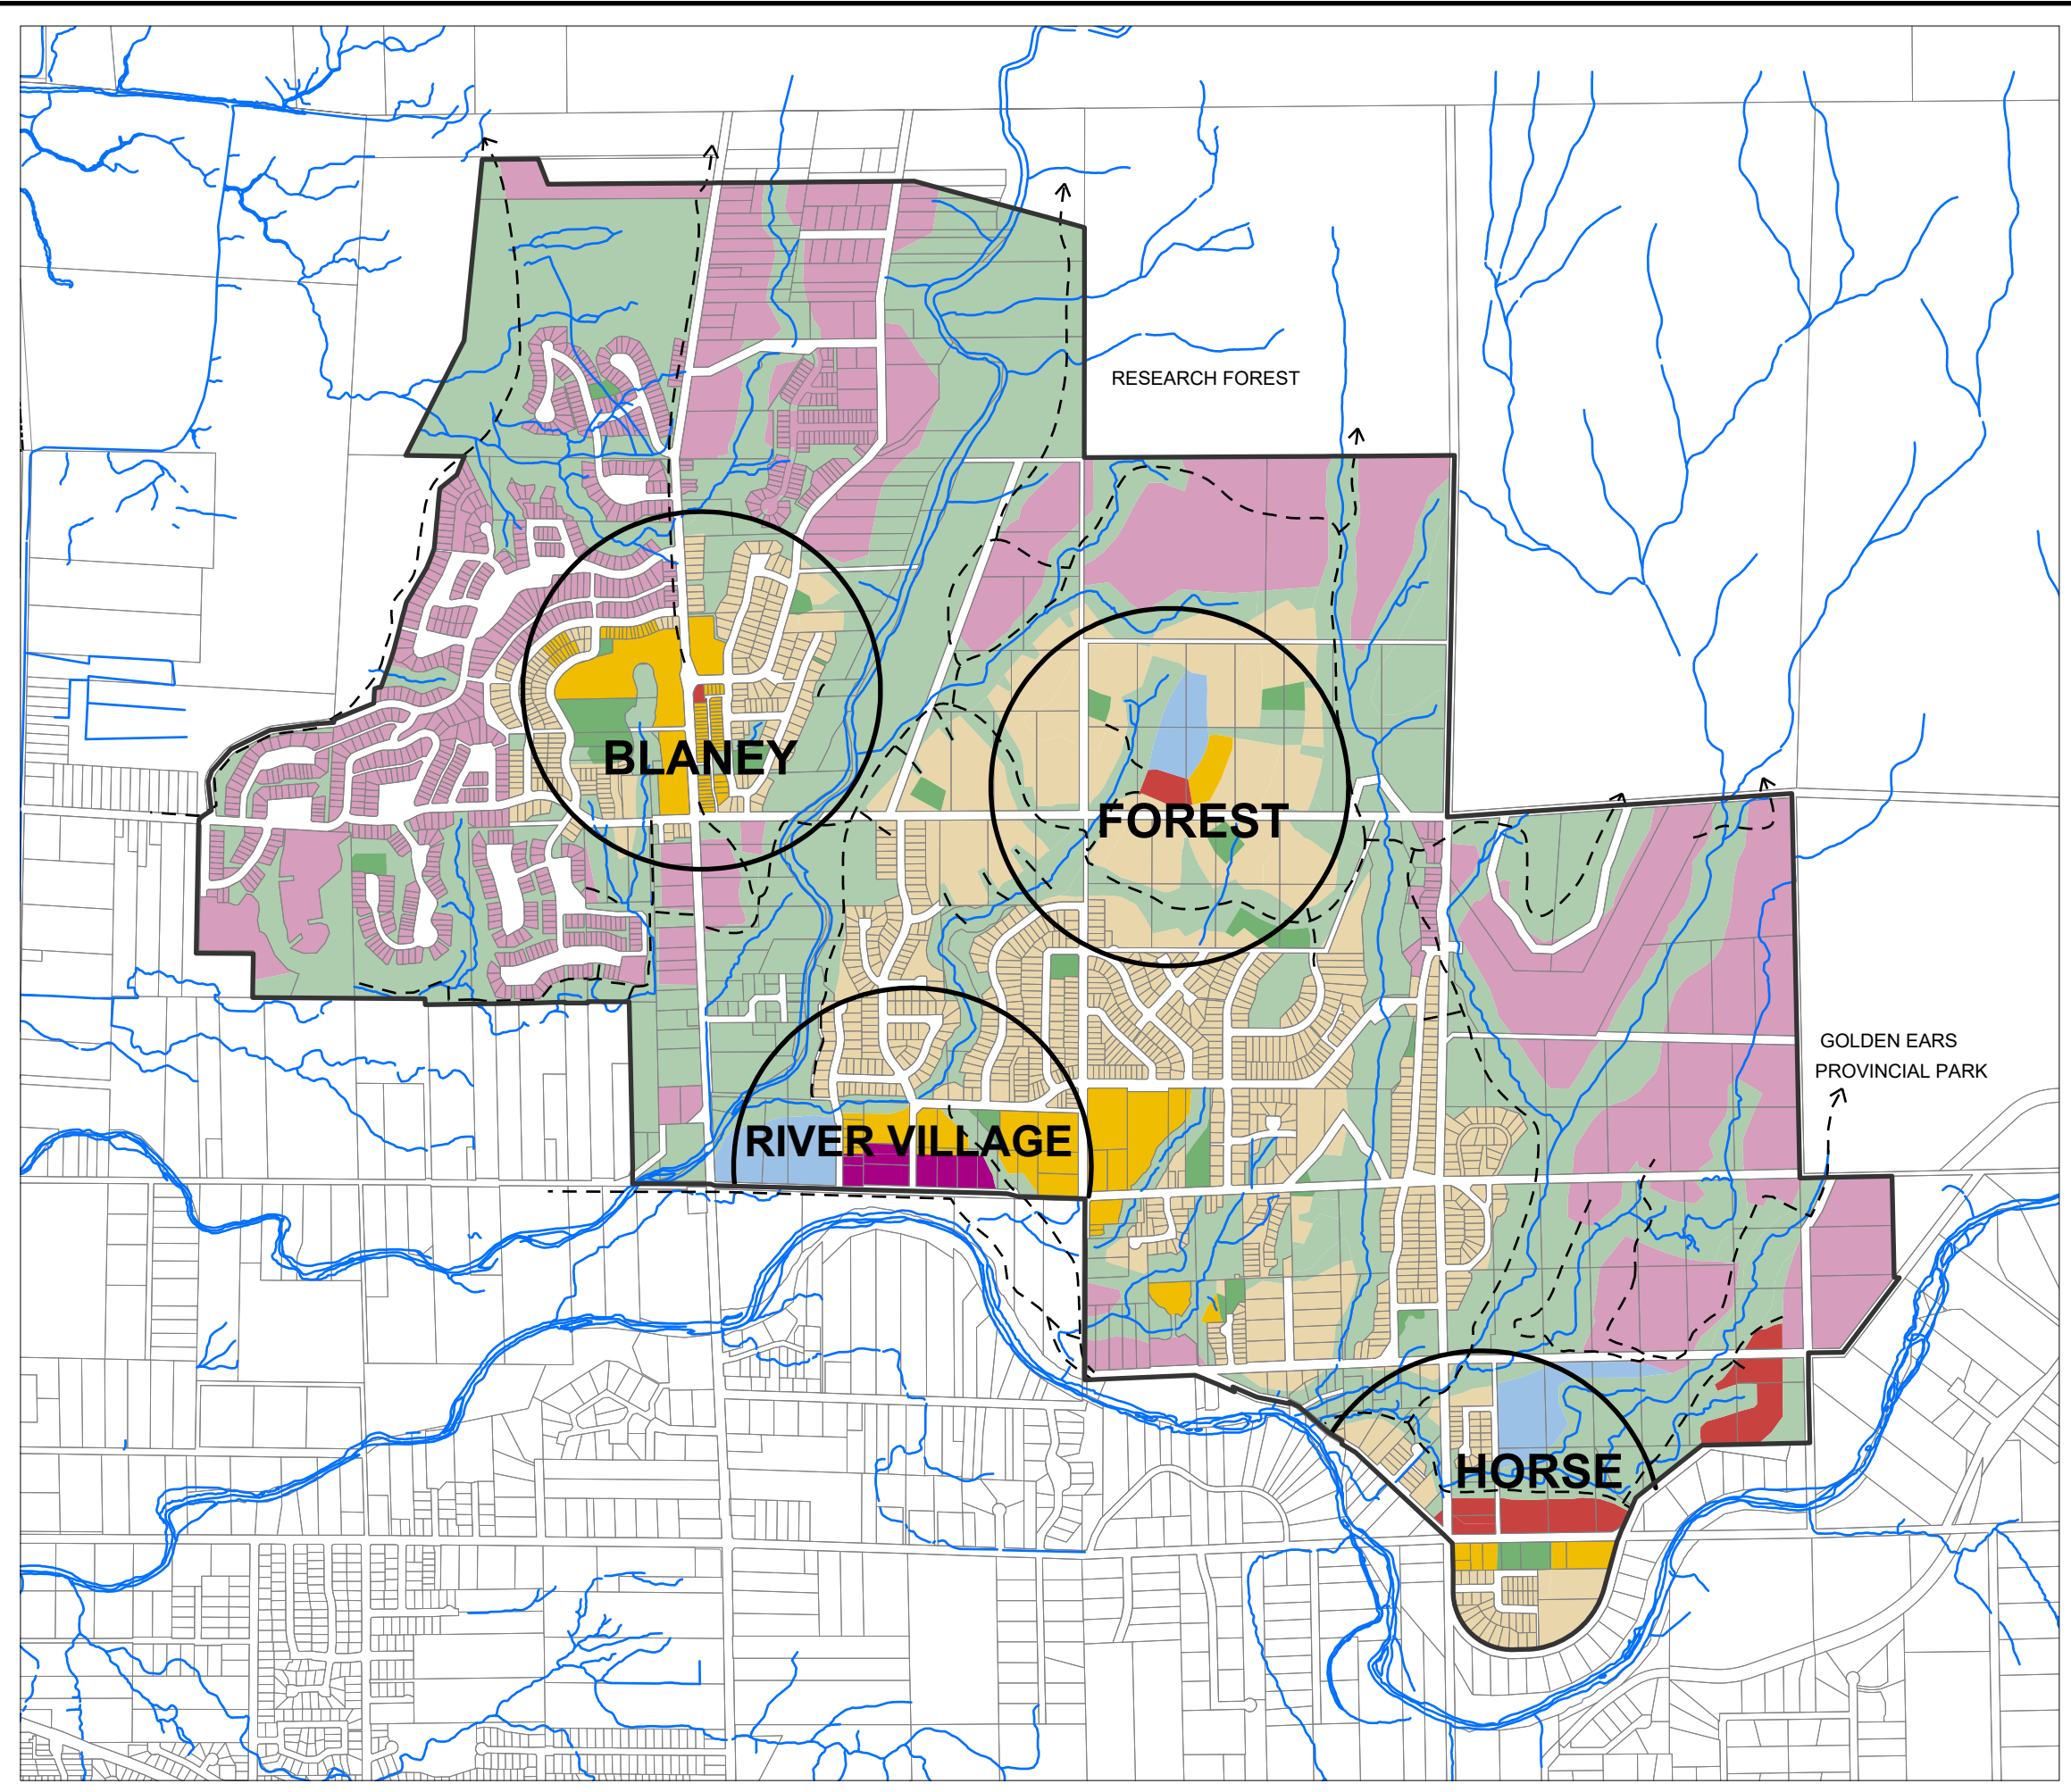 RESEARCH FOREST
BLANEY
FOREST
GOLDEN EARS
PROVINCIAL PARK
RIVER VILLAGE
HORSE